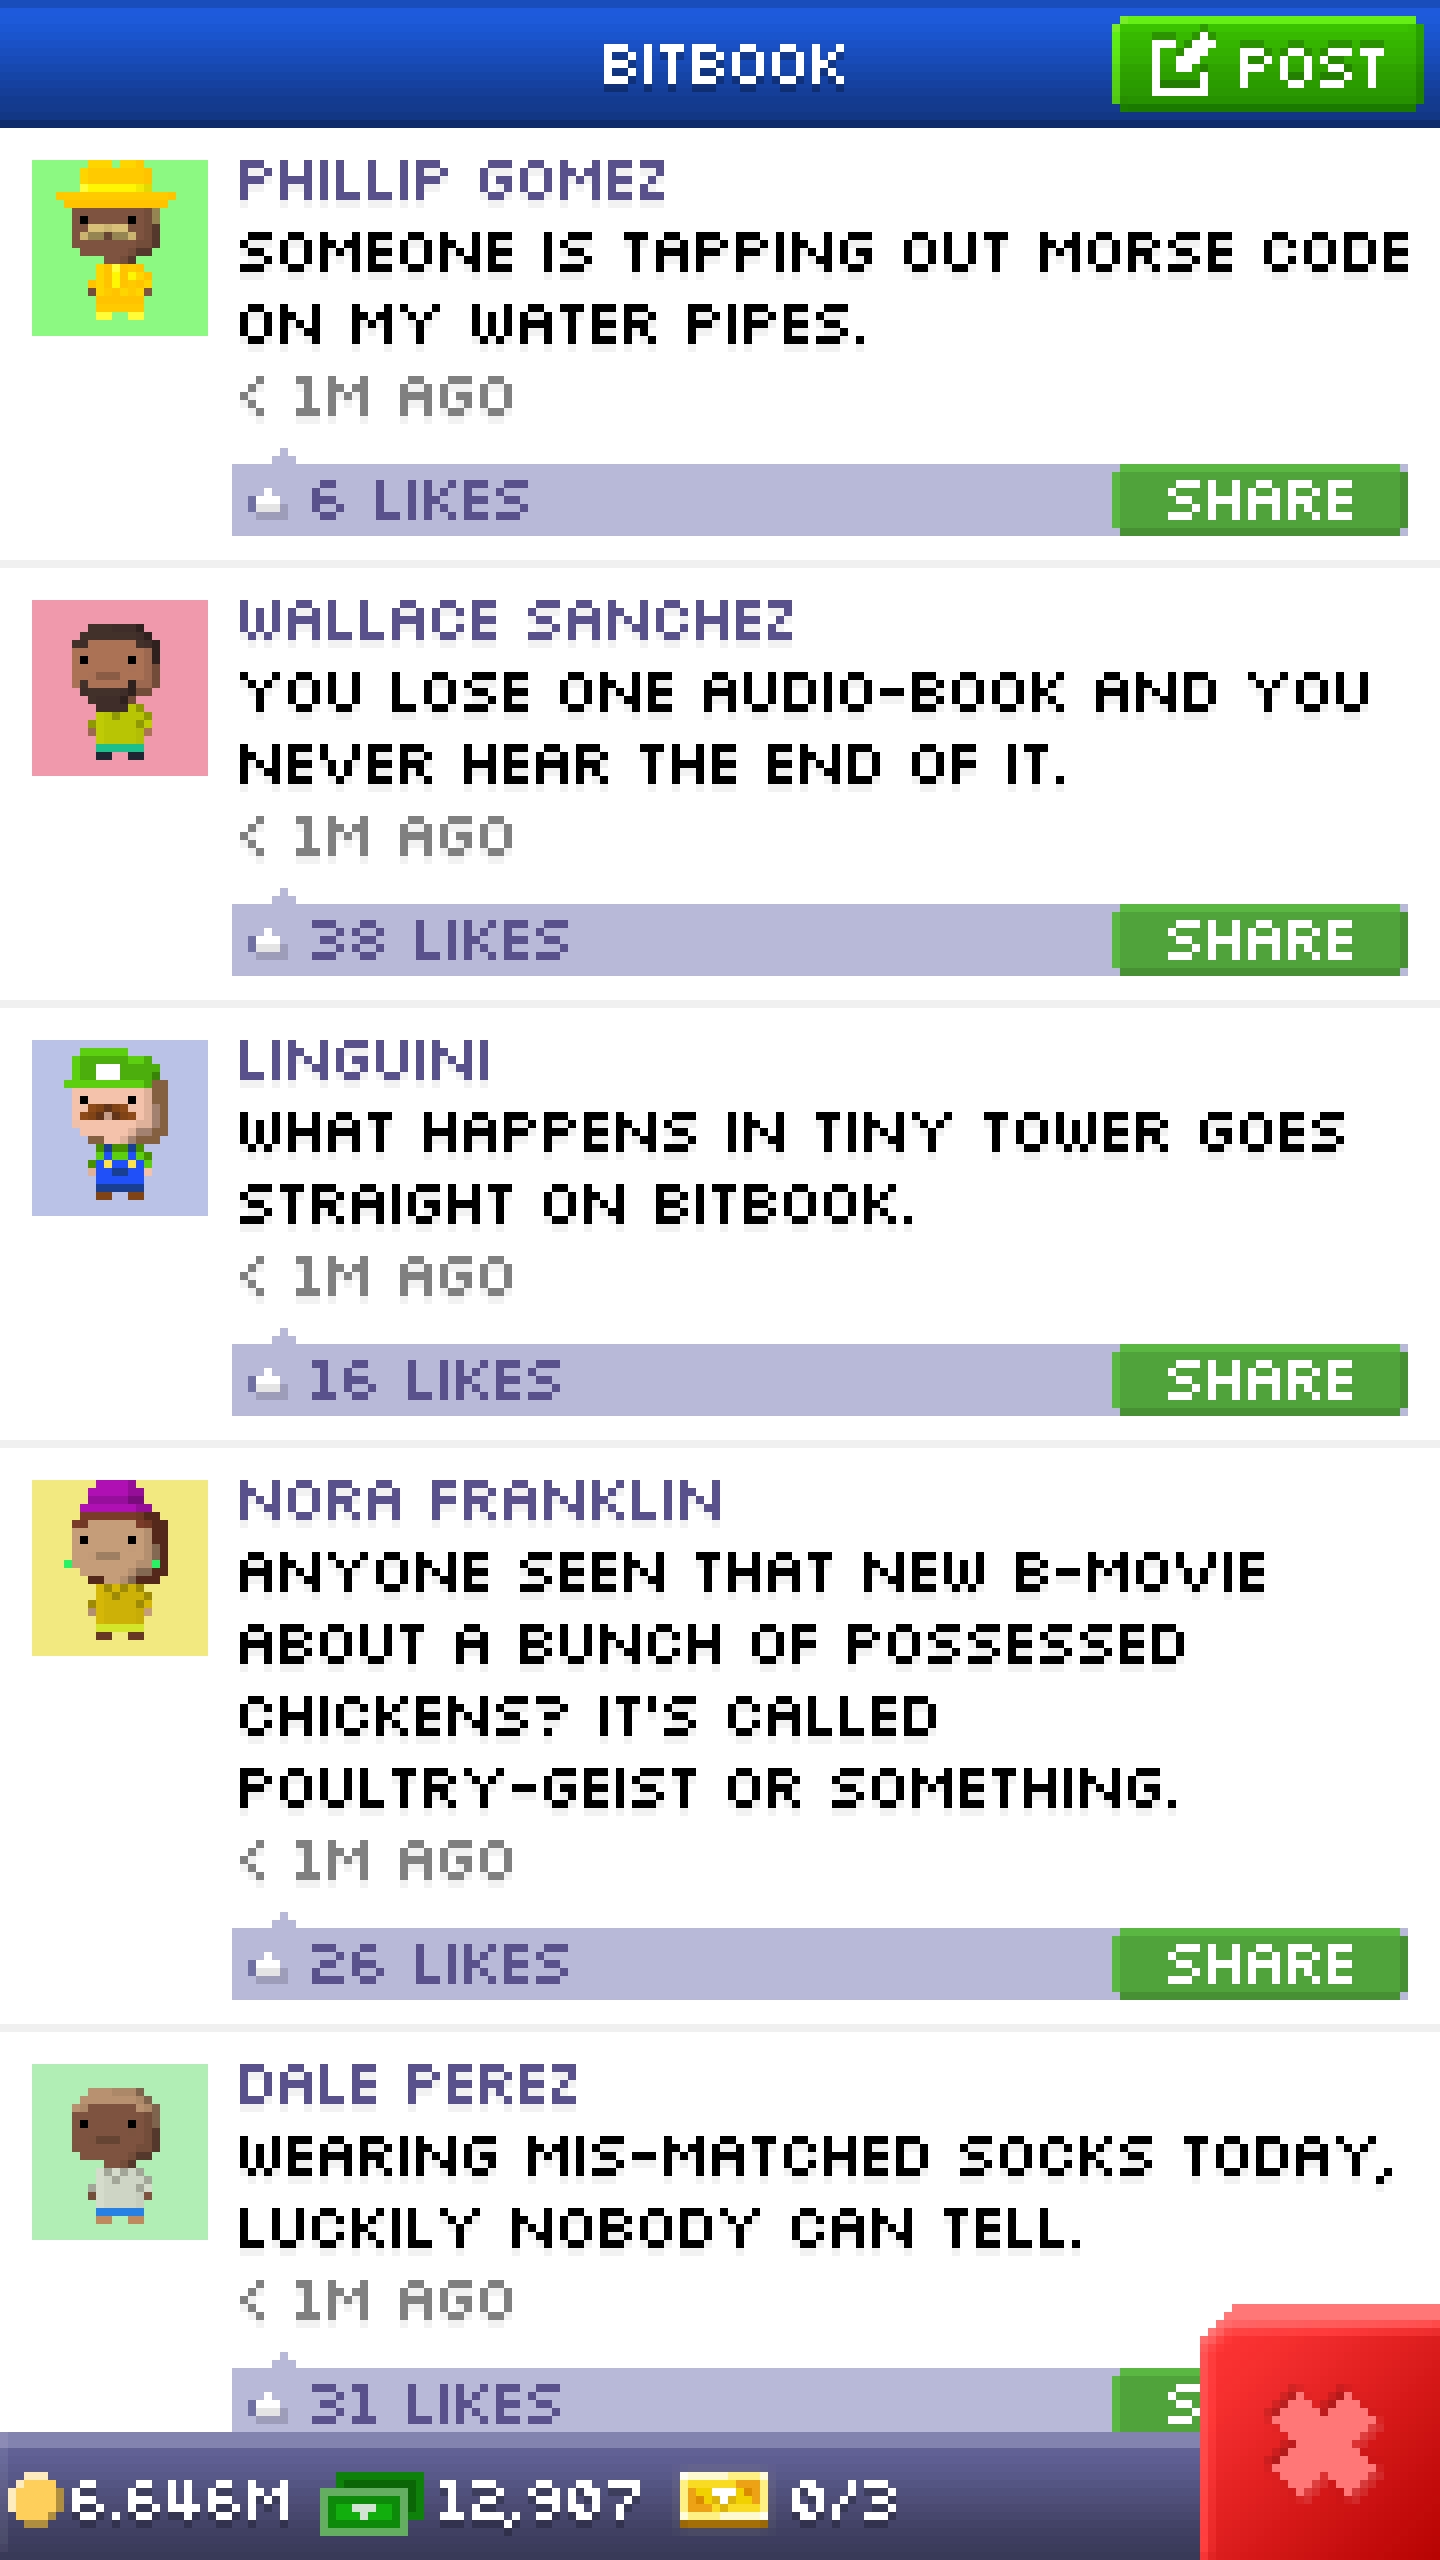 BITBOOK
POST
PHILLIP GOMEZ
SOMEONE IS TAPPING OUT MORSE CODE
ON MY WATER PIPES.
< 1M AGO
6 LIKES
SHARE
WALLACE SANCHEZ
YOU LOSE ONE AUDIO-BOOK AND YOU
NEVER HEAR THE END OF IT.
< 1M AGO
38 LIKES
SHARE
LINGUINI
WHAT HAPPENS IN TINY TOWER GOES
STRAIGHT ON BITBOOK.
< 1M AGO
16 LIKES
SHARE
NORA FRANKLIN
ANYONE SEEN THAT NEW B-MOVIE
ABOUT A BUNCH OF POSSESSED
CHICKENS? IT'S CALLED
POULTRY-GEIST OR SOMETHING.
< 1M AGO
26 LIKES
SHARE
DALE PEREZ
WEARING MIS-MATCHED SOCKS TODAY,
LUCKILY NOBODY CAN TELL.
< 1M AGO
31 LIKES
S
6.646M 12,907 0/3